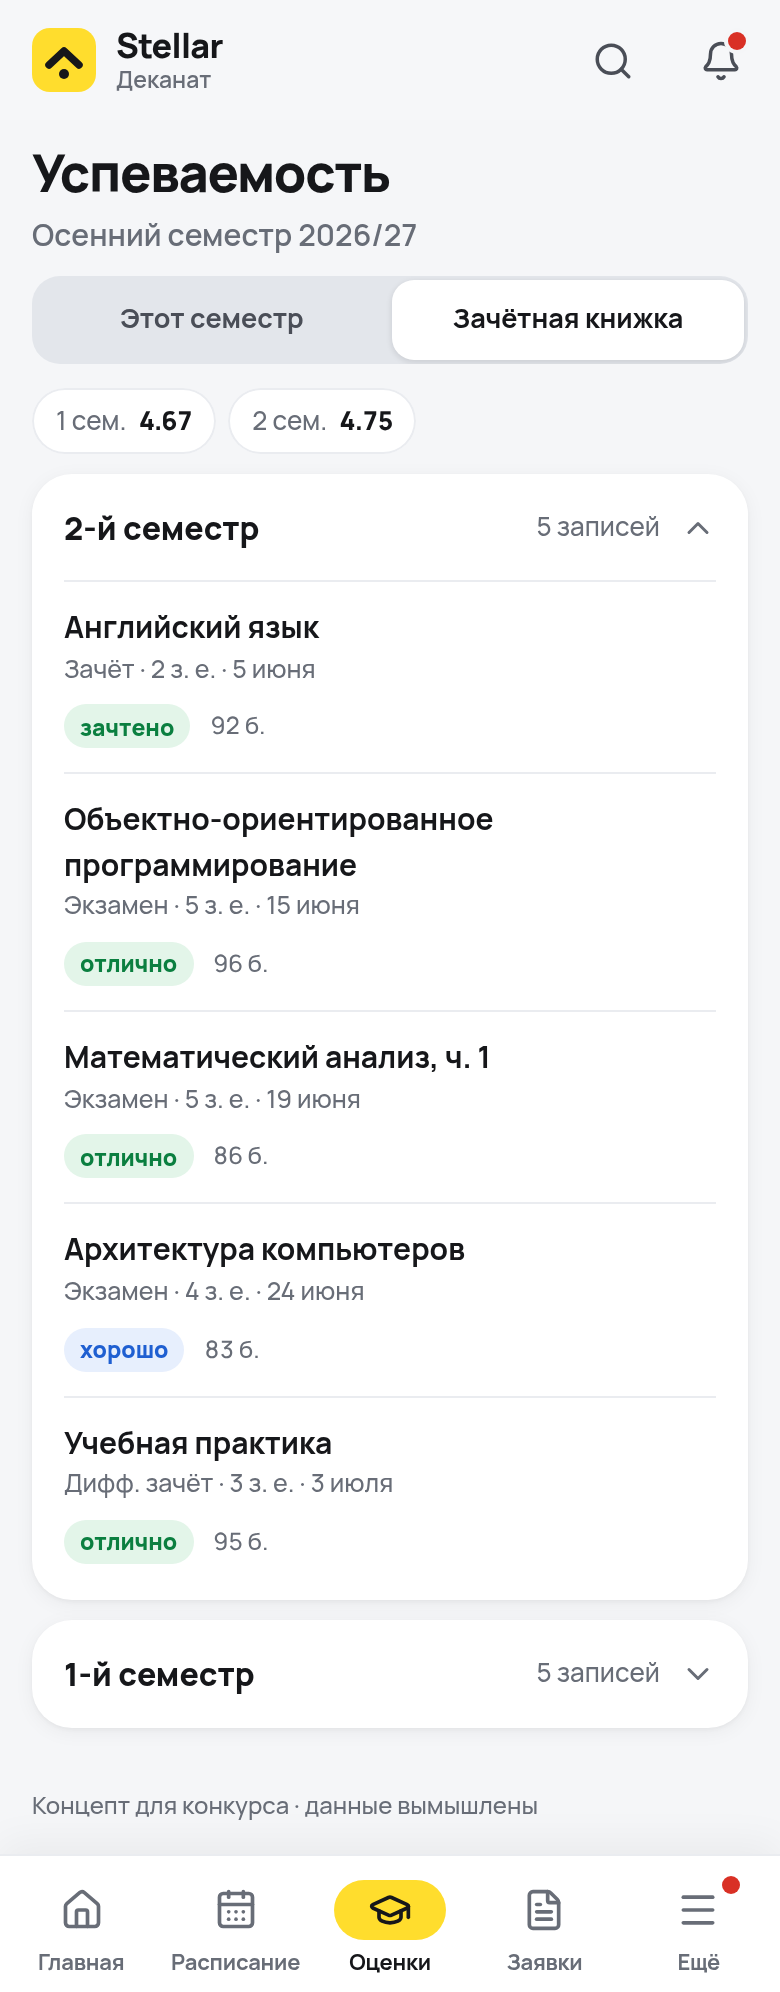 Stellar
Деканат
Успеваемость
Осенний семестр 2026/27
Этот семестр
Зачётная книжка
1 сем. 4.67
2 сем. 4.75
2-й семестр
5 записей
Английский язык
Зачёт · 2 з. е. · 5 июня
зачтено 92 б.
Объектно-ориентированное
программирование
Экзамен · 5 з. е. · 15 июня
отлично 96 б.
Математический анализ, ч. 1
Экзамен · 5 з. е. · 19 июня
отлично 86 б.
Архитектура компьютеров
Экзамен · 4 з. е. · 24 июня
хорошо 83 б.
Учебная практика
Дифф. зачёт · 3 з. е. · 3 июля
отлично 95 б.
1-й семестр
5 записей
Концепт для конкурса · данные вымышлены
Главная
Расписание
Оценки
Заявки
Ещё